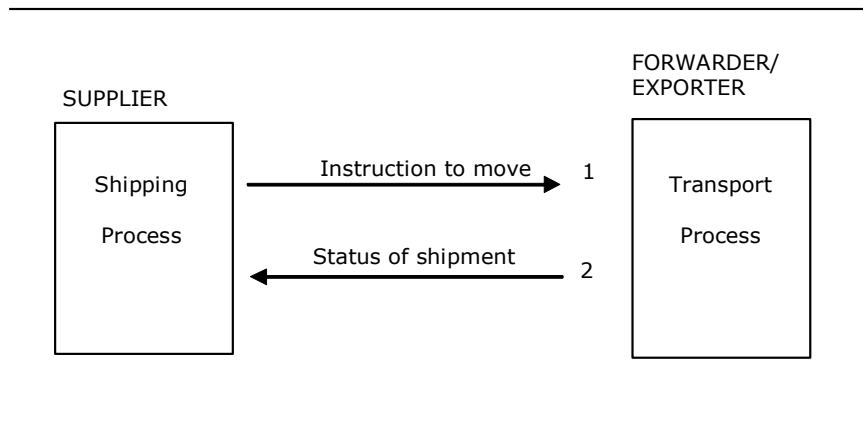 SUPPLIER
FORWARDER/
EXPORTER
Shipping
Process
Instruction to move
1
Status of shipment
2
Transport
Process